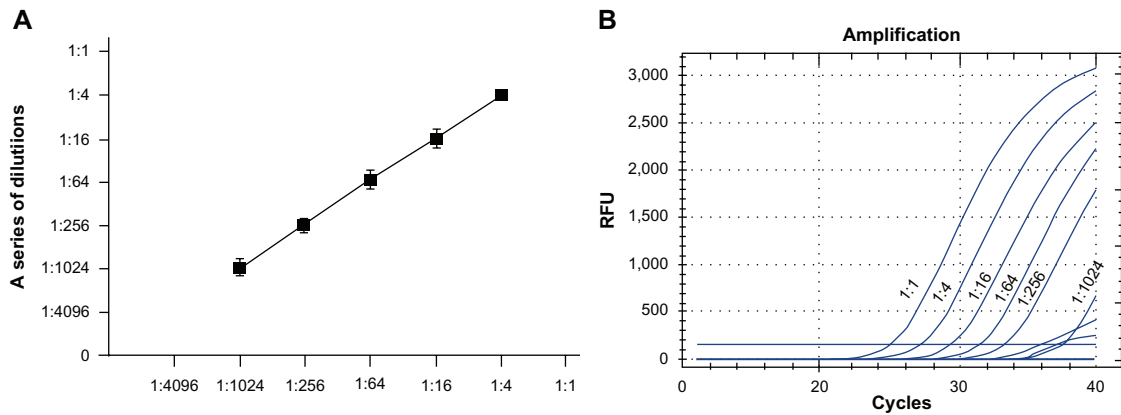 A
A series of dilutiions
1:1
1:4
1:16
1:64
1:256
1:1024
1:4096
0
1:4096 1:1024 1:256 1:64 1:16 1:4 1:1
B
Amplification
RFU
3,000
2,500
2,000
1,500
1,000
500
0
1:1 1:4 1:16 1:64 1:256 1:1024
0 20 30 40
Cycles